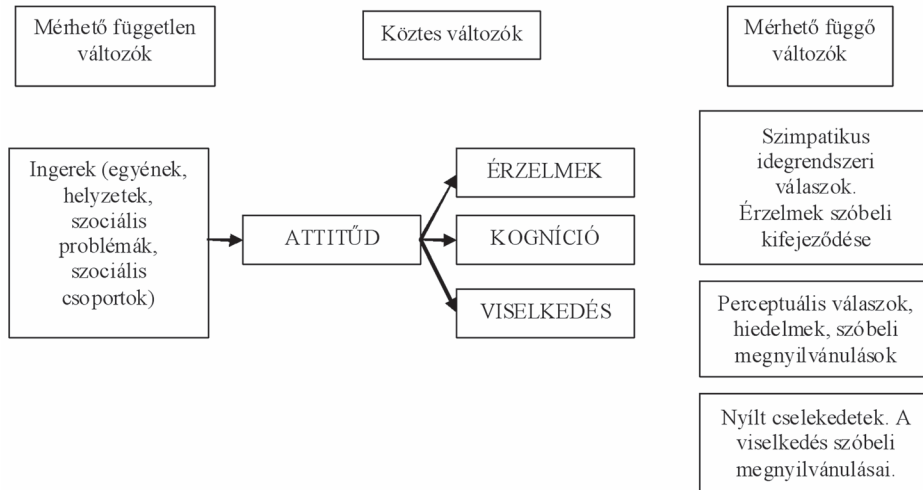 Mérhető független
változók
Köztes változók
Mérhető függő
változók
Ingerek (egyének,
helyzetek,
szociális
problémák,
szociális
csoportok)
ATTITŰD
ÉRZELMEK
KOGNÍCIÓ
VISELKEDÉS
Szimpatikus
idegrendszeri
válaszok.
Érzelmek szóbeli
kifejeződése
Perceptuális válaszok,
hiedelmek, szóbeli
megnyilvánulások
Nyílt cselekedetek. A
viselkedés szóbeli
megnyilvánulásai.